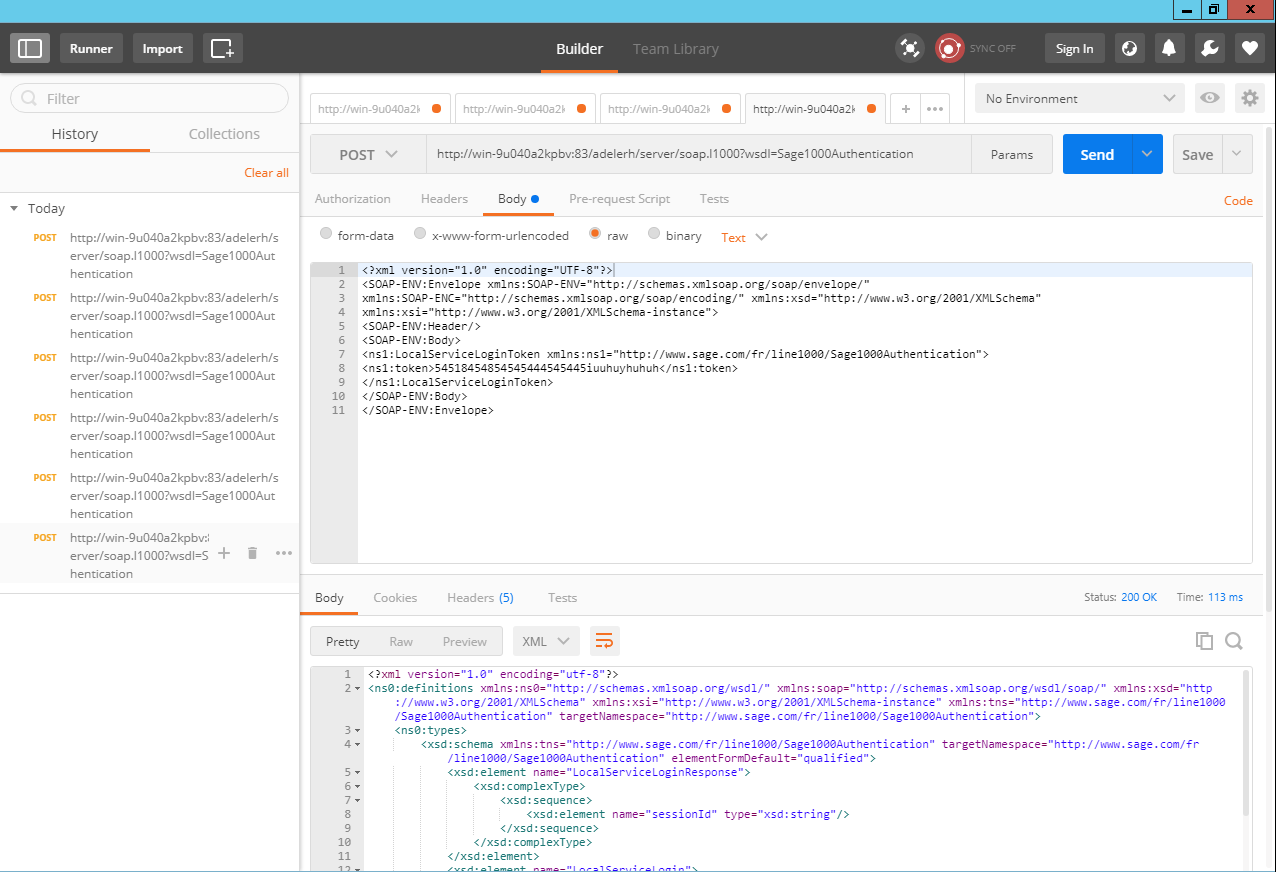 Runner
Import
Builder
Team Library
SYNC OFF
Sign In
Filter
History
Collections
Clear all
Today
POST http://win-9u040a2kpbv:83/adelerh/s
erver/soap.l1000?wsdl=Sage1000Aut
hentication
POST http://win-9u040a2kpbv:83/adelerh/s
erver/soap.l1000?wsdl=Sage1000Aut
hentication
POST http://win-9u040a2kpbv:83/adelerh/s
erver/soap.l1000?wsdl=Sage1000Aut
hentication
POST http://win-9u040a2kpbv:83/adelerh/s
erver/soap.l1000?wsdl=Sage1000Aut
hentication
POST http://win-9u040a2kpbv:83/adelerh/s
erver/soap.l1000?wsdl=Sage1000Aut
hentication
POST http://win-9u040a2kpbv:
erver/soap.l1000?wsdl=S
hentication
http://win-9u040a2k http://win-9u040a2k http://win-9u040a2k http://win-9u040a2k
No Environment
POST http://win-9u040a2kpbv:83/adelerh/server/soap.l1000?wsdl=Sage1000Authentication Params Send Save
Authorization Headers Body Pre-request Script Tests Code
form-data x-www-form-urlencoded raw binary Text
1 <?xml version="1.0" encoding="UTF-8"?>
2 <SOAP-ENV:Envelope xmlns:SOAP-ENV="http://schemas.xmlsoap.org/soap/envelope/"
3 xmlns:SOAP-ENC="http://schemas.xmlsoap.org/soap/encoding/" xmlns:xsd="http://www.w3.org/2001/XMLSchema"
4 xmlns:xsi="http://www.w3.org/2001/XMLSchema-instance">
5 <SOAP-ENV:Header/>
6 <SOAP-ENV:Body>
7 <ns1:LocalServiceLoginToken xmlns:ns1="http://www.sage.com/fr/line1000/Sage1000Authentication">
8 <ns1:token>54518454854545444545445iuuhuyhuhuh</ns1:token>
9 </ns1:LocalServiceLoginToken>
10 </SOAP-ENV:Body>
11 </SOAP-ENV:Envelope>
Body Cookies Headers (5) Tests Status: 200 OK Time: 113 ms
Pretty Raw Preview XML
1 <?xml version="1.0" encoding="utf-8"?>
2 <ns0:definitions xmlns:ns0="http://schemas.xmlsoap.org/wsdl/" xmlns:soap="http://schemas.xmlsoap.org/wsdl/soap/" xmlns:xsd="http
://www.w3.org/2001/XMLSchema" xmlns:xsi="http://www.w3.org/2001/XMLSchema-instance" xmlns:tns="http://www.sage.com/fr/line1000
/Sage1000Authentication" targetNamespace="http://www.sage.com/fr/line1000/Sage1000Authentication">
3 <ns0:types>
4 <xsd:schema xmlns:tns="http://www.sage.com/fr/line1000/Sage1000Authentication" targetNamespace="http://www.sage.com/fr
/line1000/Sage1000Authentication" elementFormDefault="qualified">
5 <xsd:element name="LocalServiceLoginResponse">
6 <xsd:complexType>
7 <xsd:sequence>
8 <xsd:element name="sessionId" type="xsd:string"/>
9 </xsd:sequence>
10 </xsd:complexType>
11 </xsd:element>
12 <xsd:element name="LocalServiceLogin">